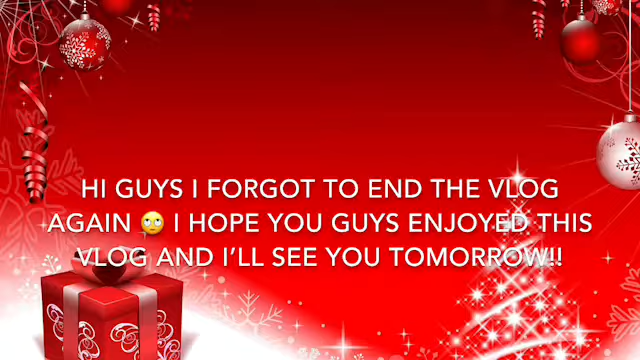 HI GUYS I FORGOT TO END THE VLOG
AGAIN 🙄 I HOPE YOU GUYS ENJOYED THIS
VLOG AND I’LL SEE YOU TOMORROW!!